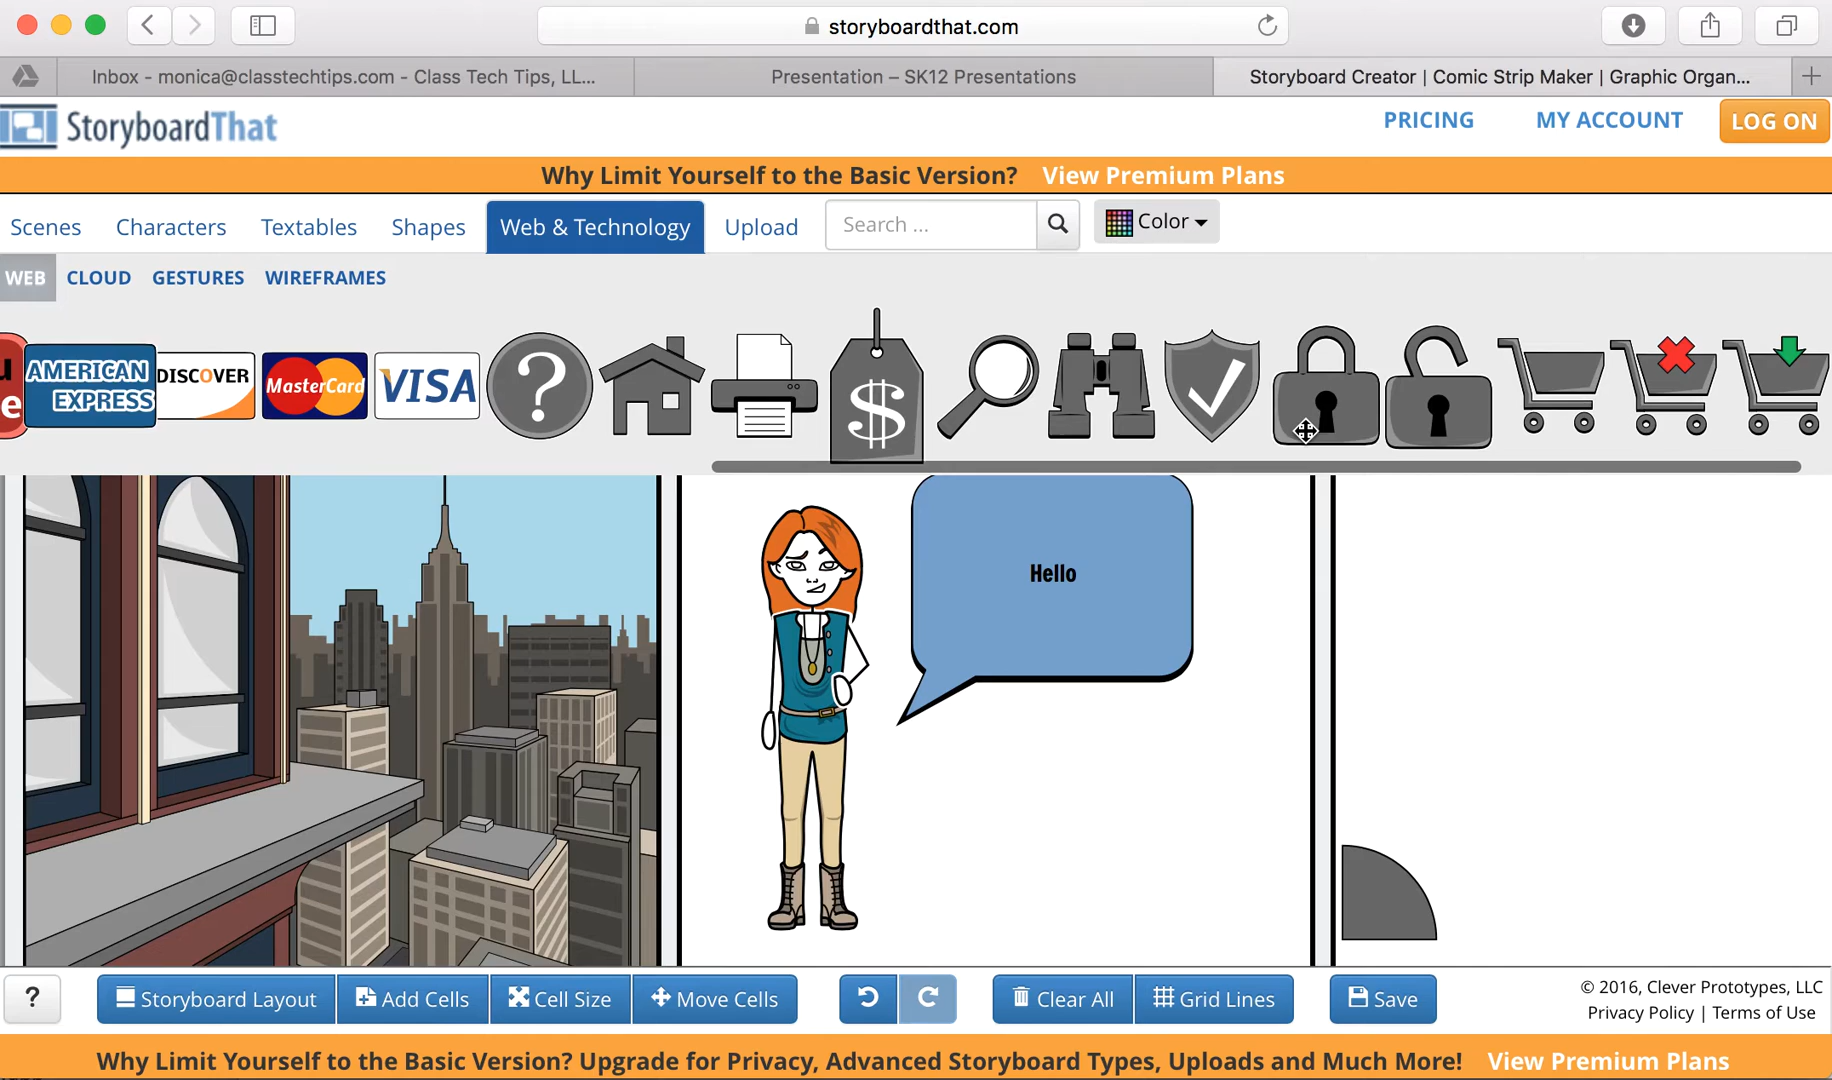 storyboardthat.com
Inbox - monica@classtechtips.com - Class Tech Tips, LL...
Presentation – SK12 Presentations
Storyboard Creator | Comic Strip Maker | Graphic Organ...
StoryboardThat
PRICING
MY ACCOUNT
LOG ON
Why Limit Yourself to the Basic Version? View Premium Plans
Scenes
Characters
Textables
Shapes
Web & Technology
Upload
Search ...
Color
WEB
CLOUD
GESTURES
WIREFRAMES
u
e
AMERICAN
EXPRESS
DISCOVER
MasterCard
VISA
?
$
Hello
?
Storyboard Layout
Add Cells
Cell Size
Move Cells
Clear All
Grid Lines
Save
© 2016, Clever Prototypes, LLC
Privacy Policy | Terms of Use
Why Limit Yourself to the Basic Version? Upgrade for Privacy, Advanced Storyboard Types, Uploads and Much More! View Premium Plans